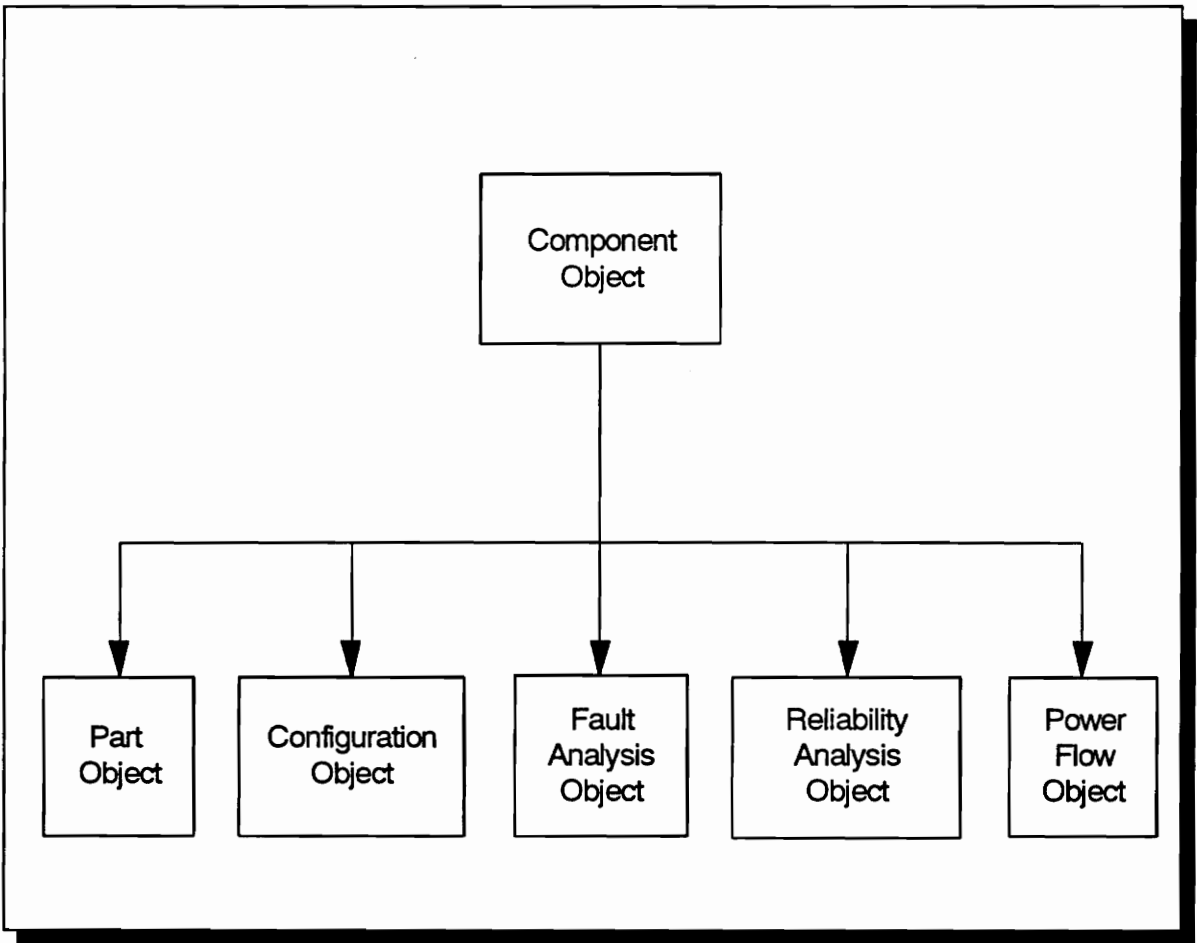 Component
Object
Part
Object
Configuration
Object
Fault
Analysis
Object
Reliability
Analysis
Object
Power
Flow
Object